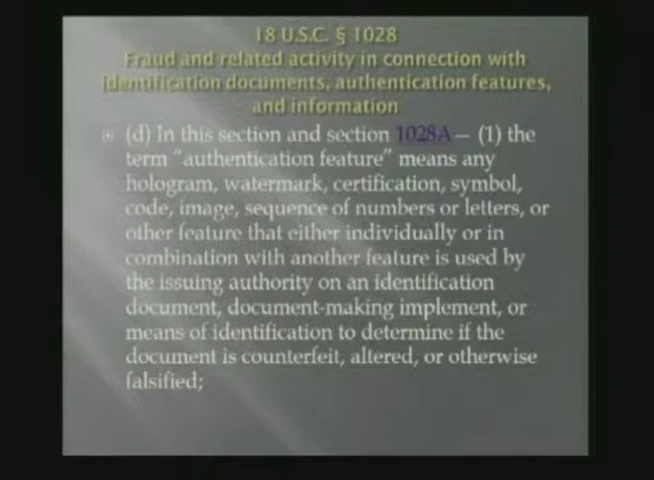 18 U.S.C. § 1028
Fraud and related activity in connection with
identification documents, authentication features,
and information
(d) In this section and section 1028A— (1) the
term "authentication feature" means any
hologram, watermark, certification, symbol,
code, image, sequence of numbers or letters, or
other feature that either individually or in
combination with another feature is used by
the issuing authority on an identification
document, document-making implement, or
means of identification to determine if the
document is counterfeit, altered, or otherwise
falsified;